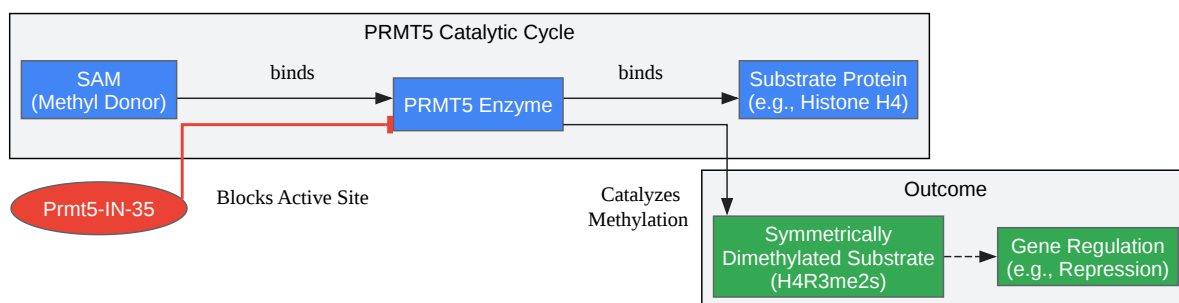 PRMT5 Catalytic Cycle
SAM
(Methyl Donor)
binds
PRMT5 Enzyme
binds
Substrate Protein
(e.g., Histone H4)
Prmt5-IN-35
Blocks Active Site
Catalyzes
Methylation
Outcome
Symmetrically
Dimethylated Substrate
(H4R3me2s)
Gene Regulation
(e.g., Repression)